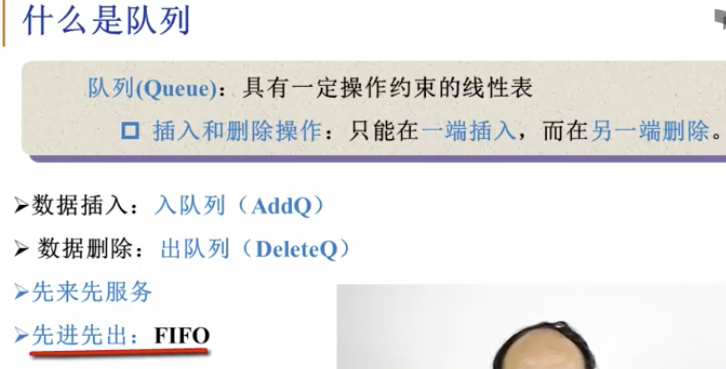 什么是队列
队列(Queue)：具有一定操作约束的线性表
插入和删除操作：只能在一端插入，而在另一端删除。
数据插入：入队列（AddQ）
数据删除：出队列（DeleteQ）
先来先服务
先进先出：FIFO